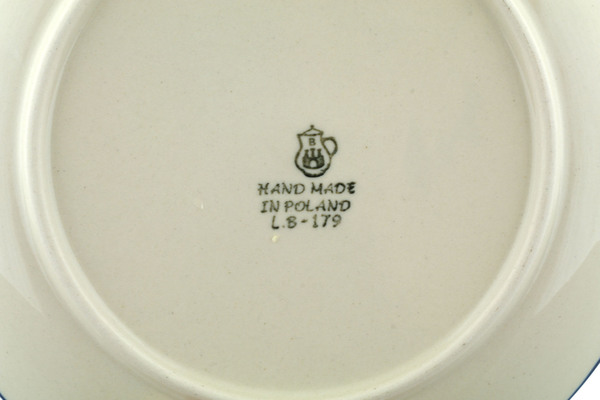 B
HAND MADE
IN POLAND
L.B-179